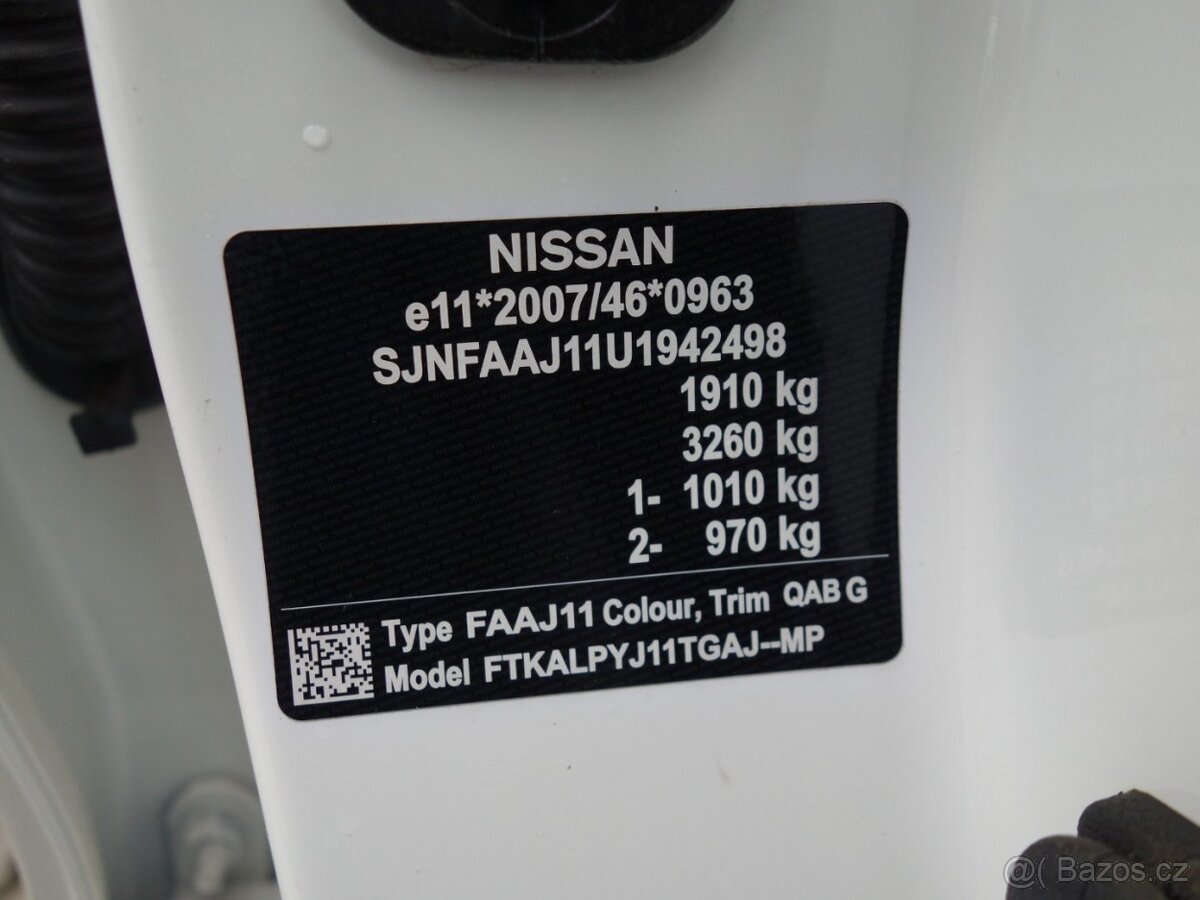 NISSAN
e11*2007/46*0963
SJNFAAJ11U1942498
1910 kg
3260 kg
1- 1010 kg
2- 970 kg
Type FAAJ11 Colour, Trim QAB G
Model FTKALPYJ11TGAJ--MP
@( Bazos.cz